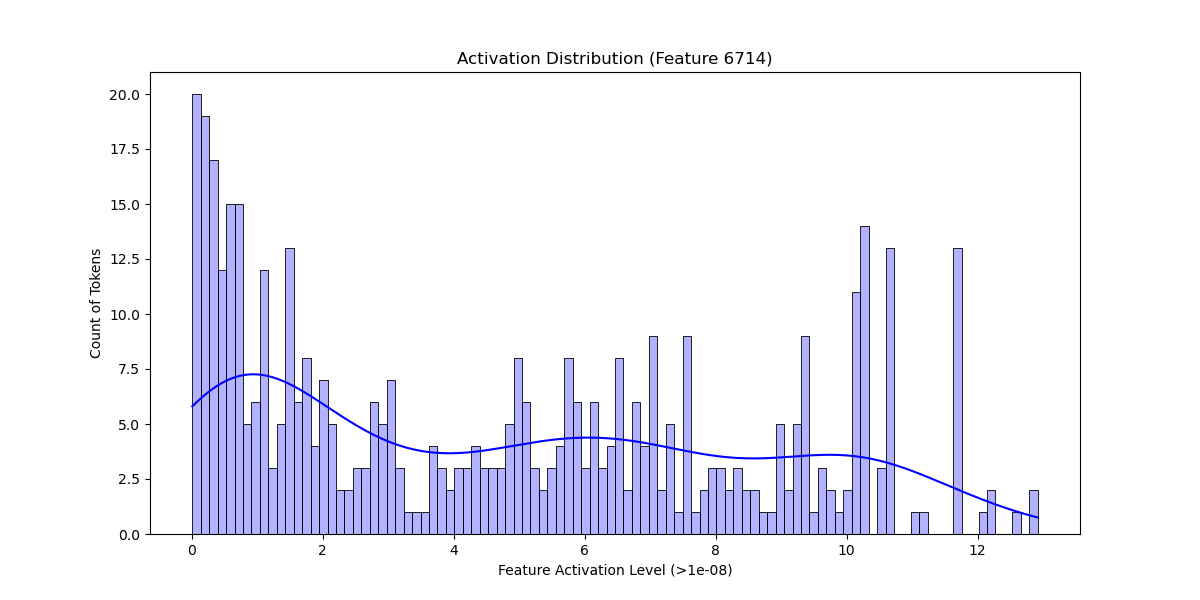 Activation Distribution (Feature 6714)
20.0
17.5
15.0
12.5
10.0
7.5
5.0
2.5
0.0
Count of Tokens
0 2 4 6 8 10 12
Feature Activation Level (>1e-08)